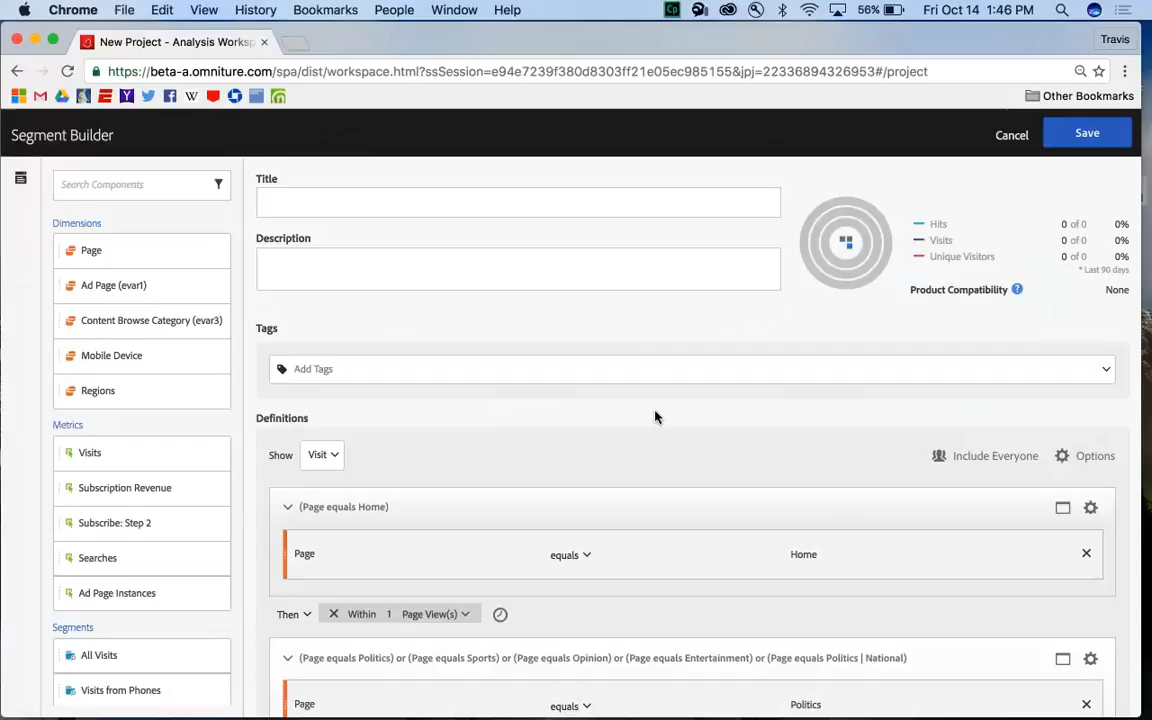 Chrome File Edit View History Bookmarks People Window Help 56% Fri Oct 14 1:46 PM
New Project - Analysis Worksp Travis
https://beta-a.omniture.com/spa/dist/workspace.html?ssSession=e94e7239f380d8303ff21e05ec985155&jpj=22336894326953#/project
Other Bookmarks
Segment Builder Cancel Save
Search Components
Dimensions
Page
Ad Page (evar1)
Content Browse Category (evar3)
Mobile Device
Regions
Metrics
Visits
Subscription Revenue
Subscribe: Step 2
Searches
Ad Page Instances
Segments
All Visits
Visits from Phones
Title
Description
Hits 0 of 0 0%
Visits 0 of 0 0%
Unique Visitors 0 of 0 0%
* Last 90 days
Product Compatibility ? None
Tags
Add Tags
Definitions
Show Visit Include Everyone Options
(Page equals Home)
Page equals Home
Then Within 1 Page View(s)
(Page equals Politics) or (Page equals Sports) or (Page equals Opinion) or (Page equals Entertainment) or (Page equals Politics | National)
Page equals Politics